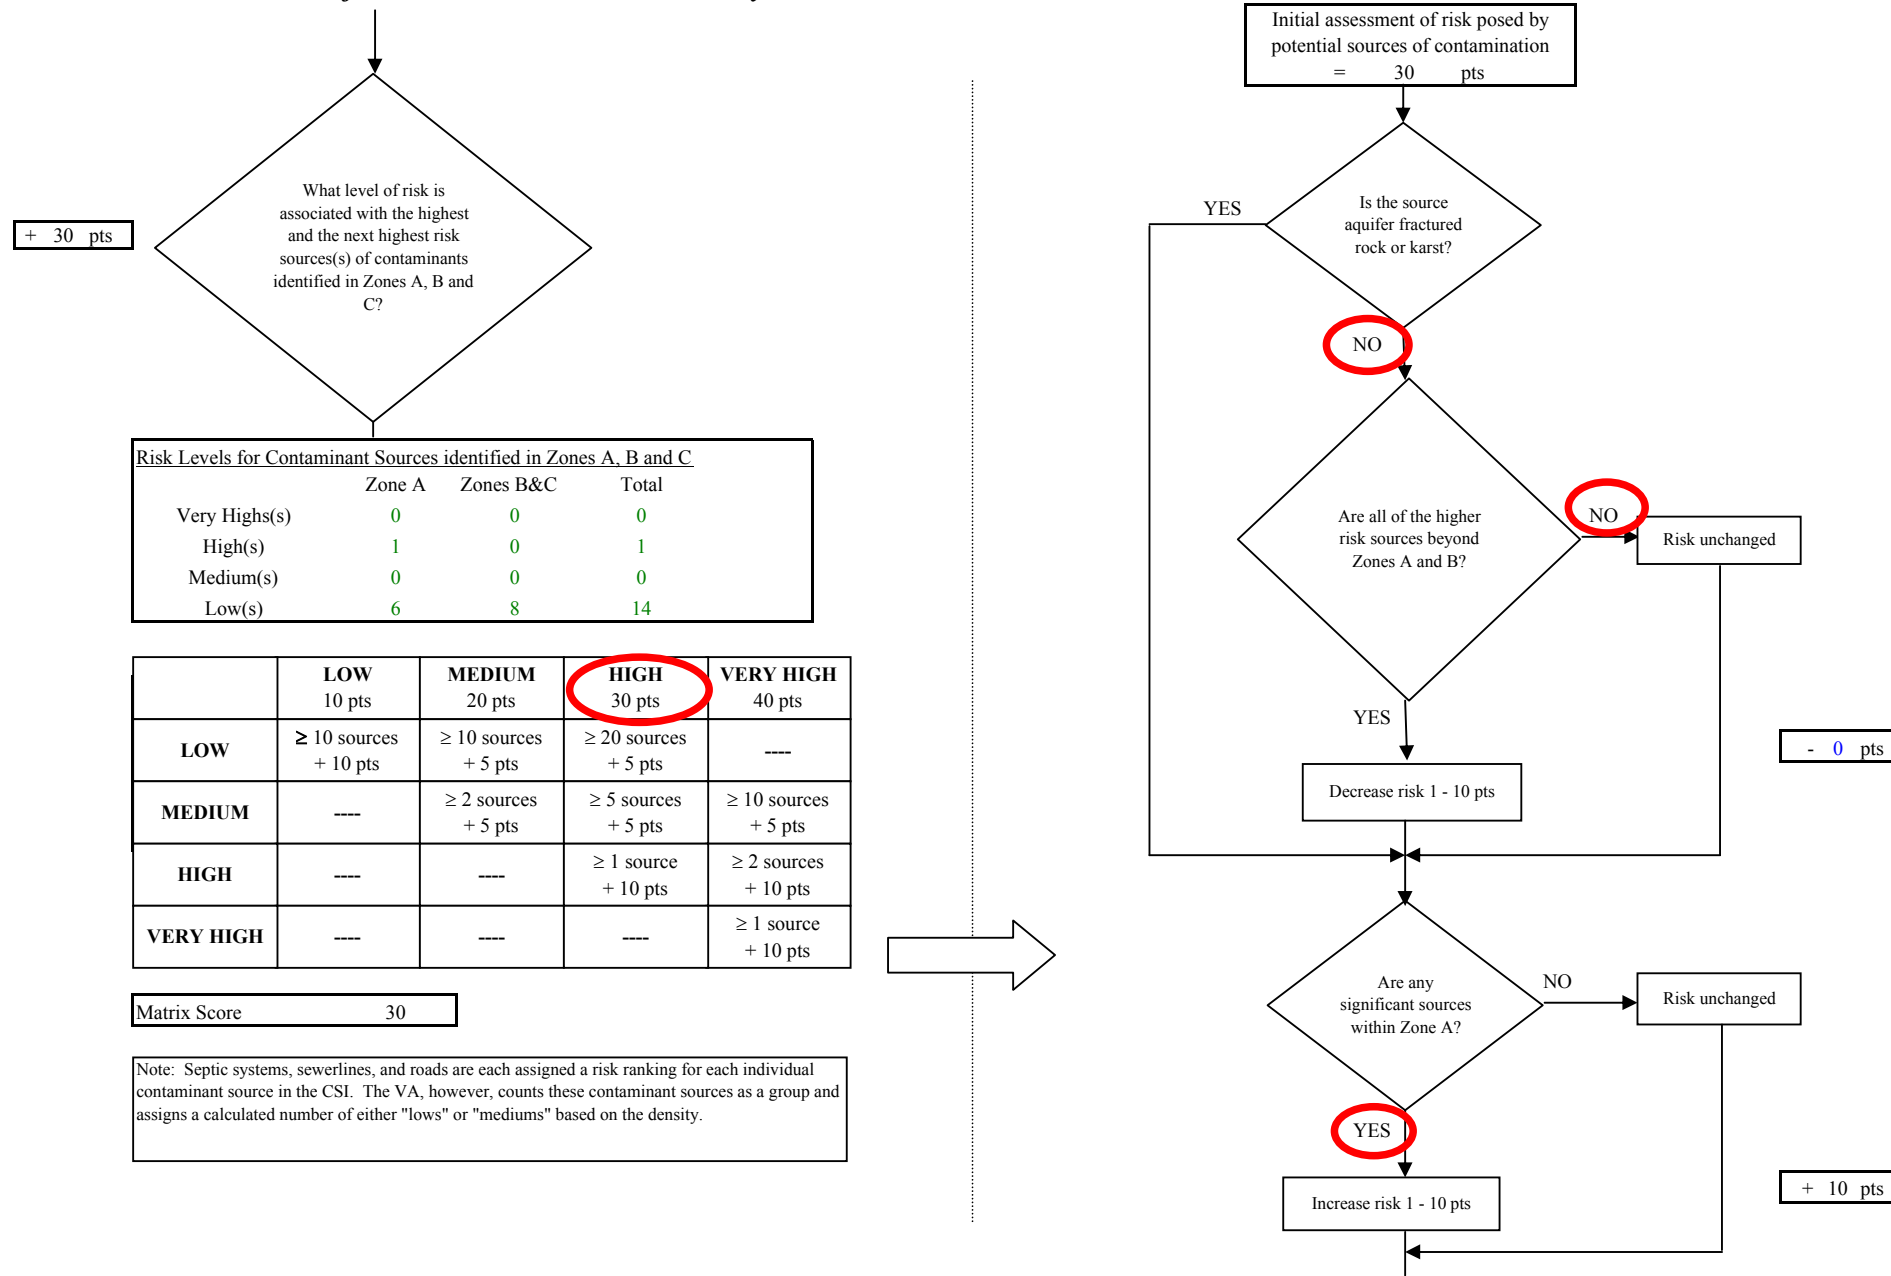 + 30 pts
What level of risk is
associated with the highest
and the next highest risk
sources(s) of contaminants
identified in Zones A, B and
C?
Risk Levels for Contaminant Sources identified in Zones A, B and C
Zone A Zones B&C Total
Very Highs(s) 0 0 0
High(s) 1 0 1
Medium(s) 0 0 0
Low(s) 6 8 14
LOW MEDIUM HIGH VERY HIGH
10 pts 20 pts 30 pts 40 pts
LOW ≥ 10 sources ≥ 10 sources ≥ 20 sources ----
+ 10 pts + 5 pts + 5 pts
MEDIUM ---- ≥ 2 sources ≥ 5 sources ≥ 10 sources
+ 5 pts + 5 pts + 5 pts
HIGH ---- ---- ≥ 1 source ≥ 2 sources
+ 10 pts + 10 pts
VERY HIGH ---- ---- ---- ≥ 1 source
+ 10 pts
Matrix Score 30
Note: Septic systems, sewerlines, and roads are each assigned a risk ranking for each individual
contaminant source in the CSI. The VA, however, counts these contaminant sources as a group and
assigns a calculated number of either "lows" or "mediums" based on the density.
Initial assessment of risk posed by
potential sources of contamination
= 30 pts
Is the source
aquifer fractured
rock or karst?
YES
NO
Are all of the higher
risk sources beyond
Zones A and B?
NO
Risk unchanged
YES
Decrease risk 1 - 10 pts
- 0 pts
Are any
significant sources
within Zone A?
NO
Risk unchanged
YES
Increase risk 1 - 10 pts
+ 10 pts